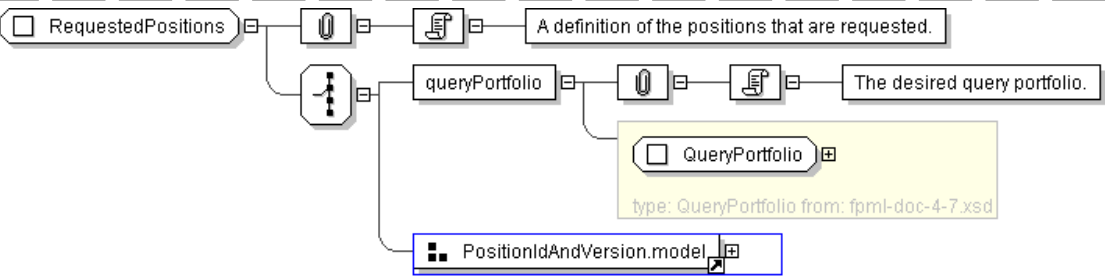 RequestedPositions
A definition of the positions that are requested.
queryPortfolio
The desired query portfolio.
QueryPortfolio
type: QueryPortfolio from: fpml-doc-4-7.xsd
PositionIdAndVersion.model